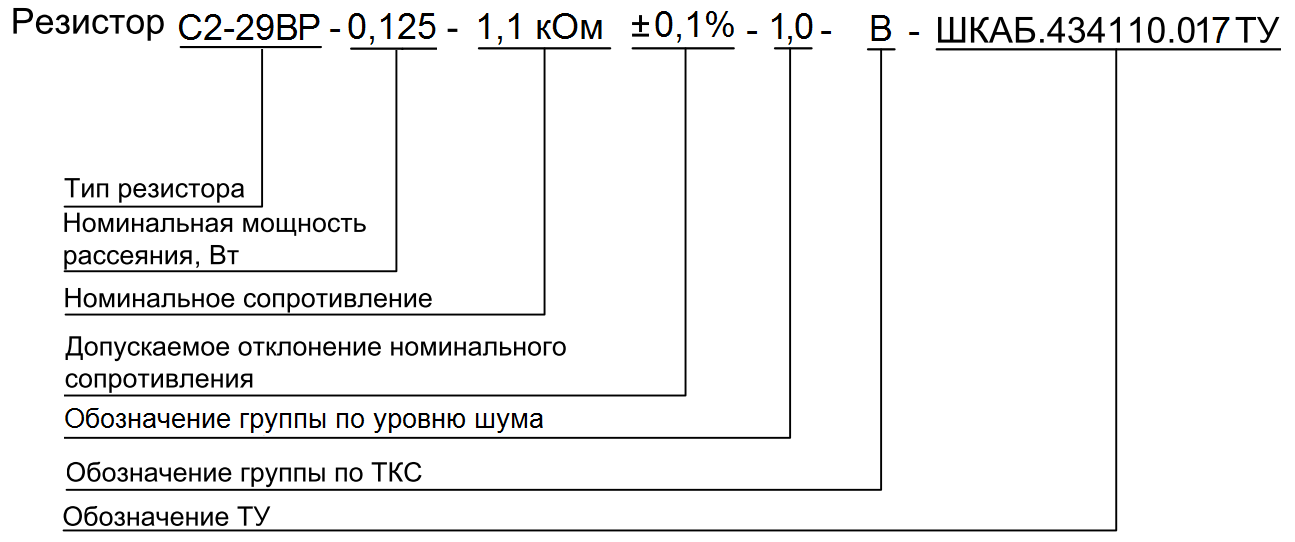 Резистор С2-29ВР - 0,125 - 1,1 кОм ±0,1% - 1,0 - В - ШКАБ.434110.017 ТУ
Тип резистора
Номинальная мощность
рассеяния, Вт
Номинальное сопротивление
Допускаемое отклонение номинального
сопротивления
Обозначение группы по уровню шума
Обозначение группы по ТКС
Обозначение ТУ